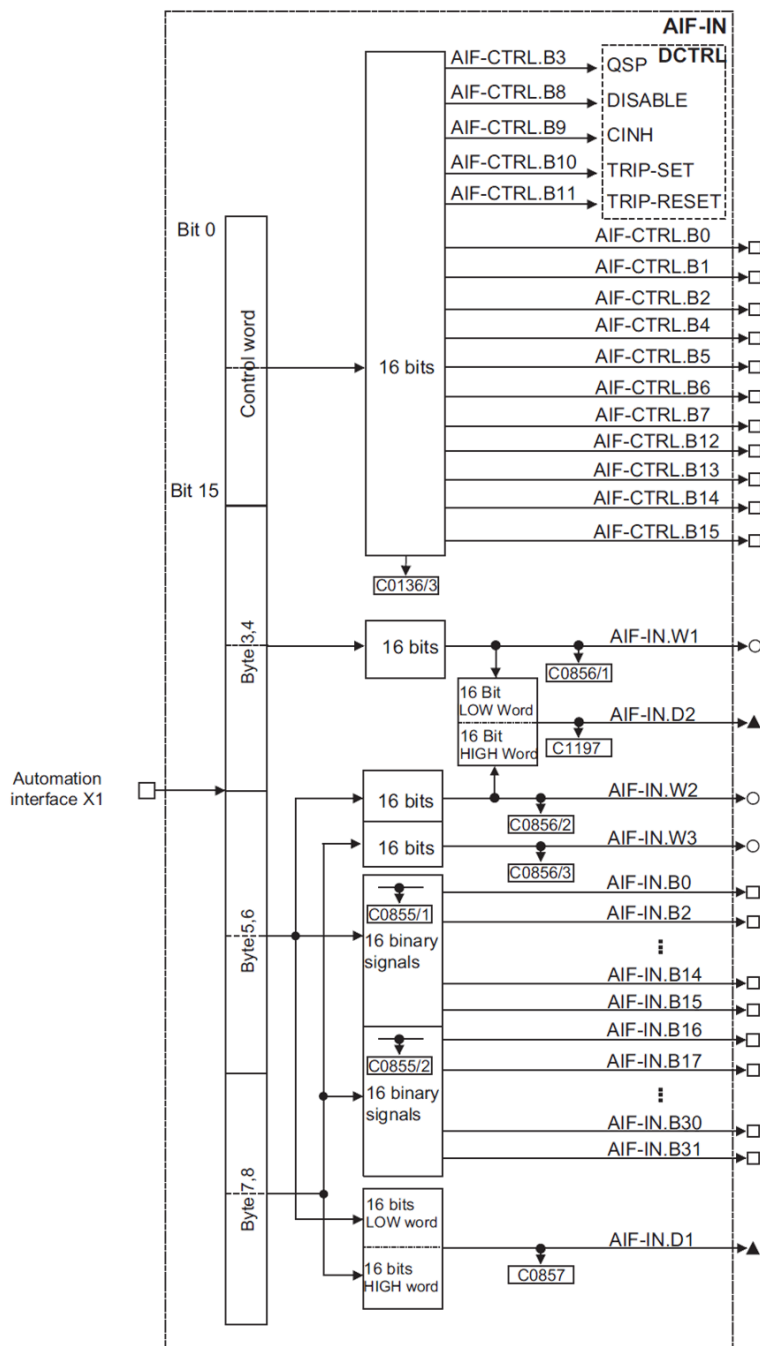 AIF-IN
DCTRL
AIF-CTRL.B3
QSP
AIF-CTRL.B8
DISABLE
AIF-CTRL.B9
CINH
AIF-CTRL.B10
TRIP-SET
AIF-CTRL.B11
TRIP-RESET
Bit 0
AIF-CTRL.B0
AIF-CTRL.B1
AIF-CTRL.B2
AIF-CTRL.B4
Control word
16 bits
AIF-CTRL.B5
AIF-CTRL.B6
AIF-CTRL.B7
AIF-CTRL.B12
AIF-CTRL.B13
Bit 15
AIF-CTRL.B14
AIF-CTRL.B15
C0136/3
Byte 3,4
16 bits
AIF-IN.W1
C0856/1
16 Bit
LOW Word
16 Bit
HIGH Word
AIF-IN.D2
C1197
Automation
interface X1
16 bits
AIF-IN.W2
C0856/2
16 bits
AIF-IN.W3
C0856/3
Byte 5,6
C0855/1
16 binary
signals
AIF-IN.B0
AIF-IN.B2
AIF-IN.B14
AIF-IN.B15
C0855/2
16 binary
signals
AIF-IN.B16
AIF-IN.B17
AIF-IN.B30
AIF-IN.B31
Byte 7,8
16 bits
LOW word
16 bits
HIGH word
AIF-IN.D1
C0857